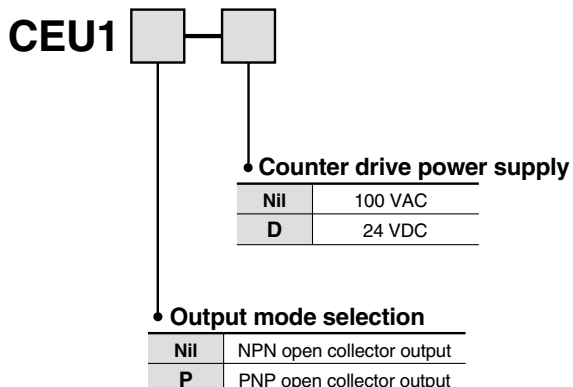 CEU1
• Counter drive power supply
Nil 100 VAC
D 24 VDC
• Output mode selection
Nil NPN open collector output
P PNP open collector output